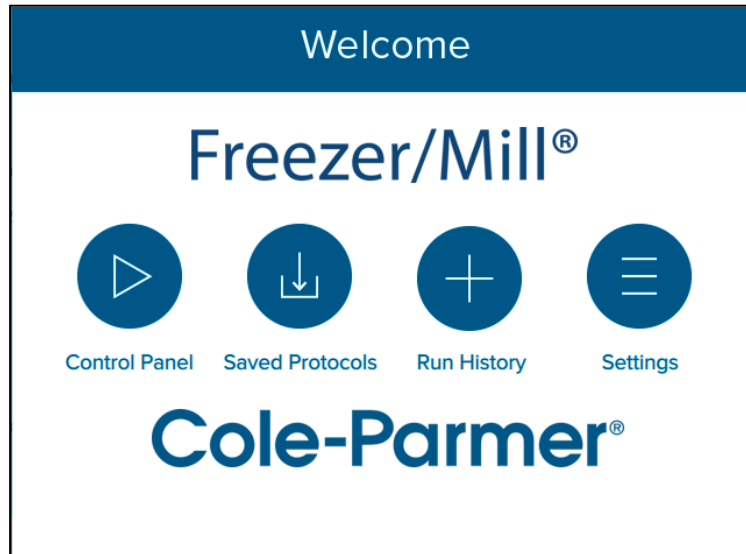 Welcome
Freezer/Mill®
Control Panel Saved Protocols Run History Settings
Cole-Parmer®